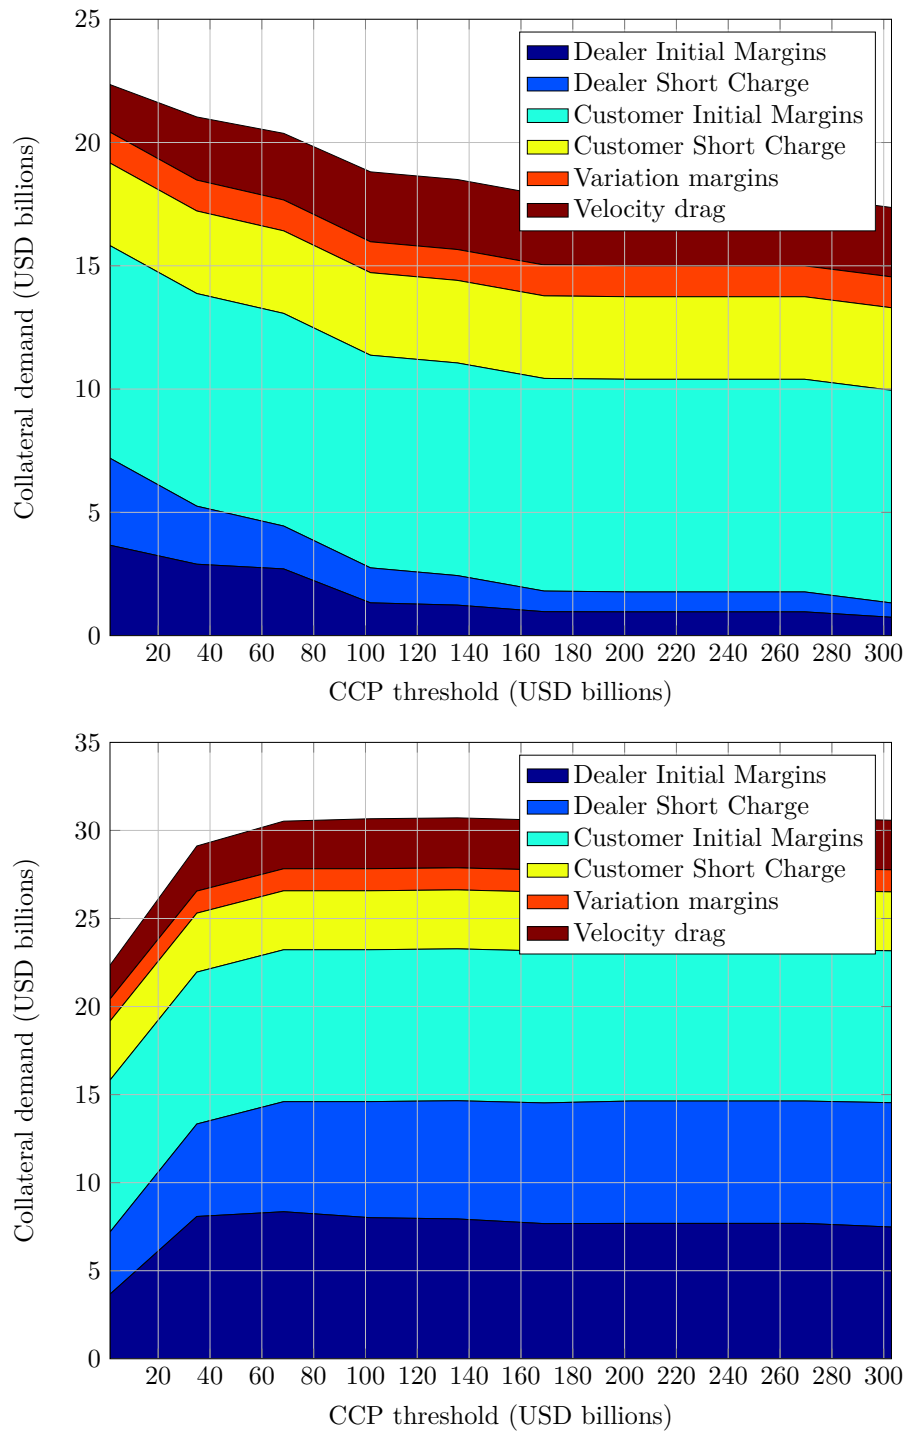 25
20
15
10
5
0
Collateral demand (USD billions)
Dealer Initial Margins
Dealer Short Charge
Customer Initial Margins
Customer Short Charge
Variation margins
Velocity drag
20 40 60 80 100 120 140 160 180 200 220 240 260 280 300
CCP threshold (USD billions)
35
30
25
20
15
10
5
0
Collateral demand (USD billions)
Dealer Initial Margins
Dealer Short Charge
Customer Initial Margins
Customer Short Charge
Variation margins
Velocity drag
20 40 60 80 100 120 140 160 180 200 220 240 260 280 300
CCP threshold (USD billions)